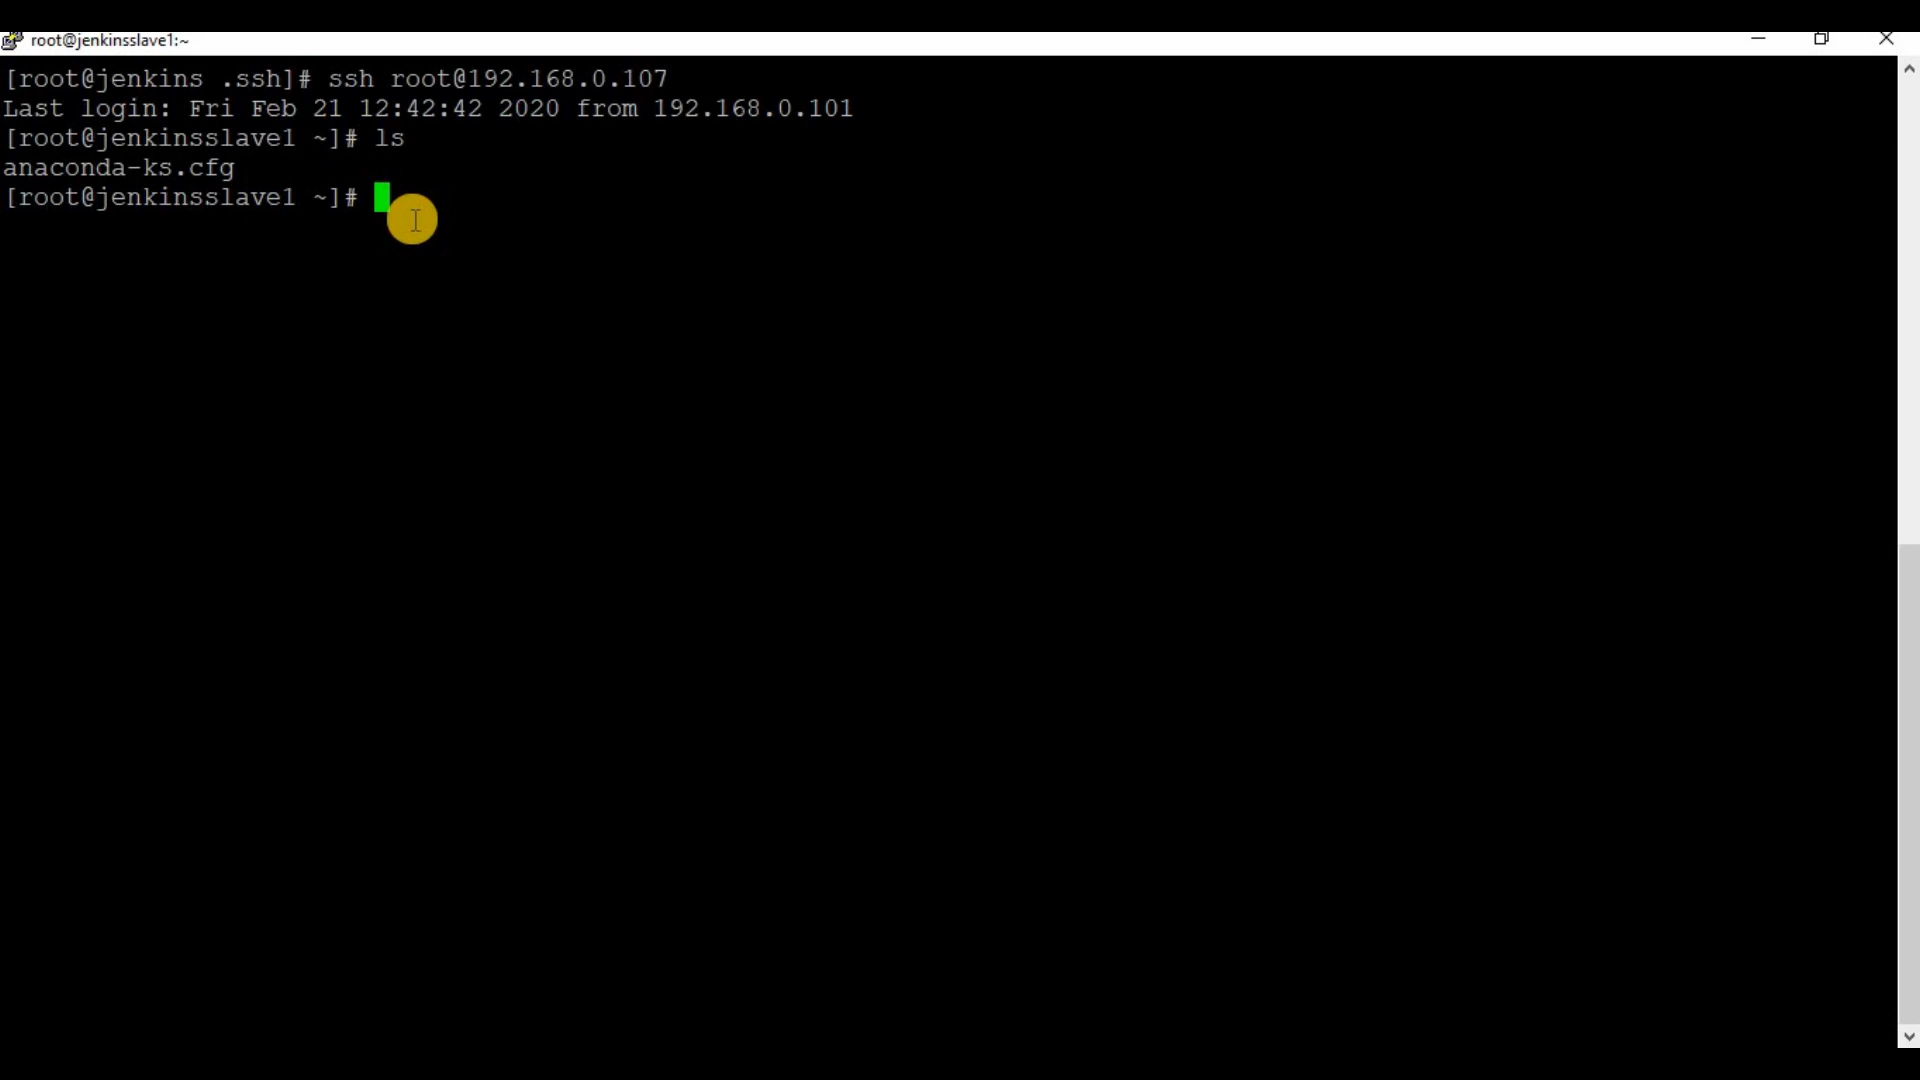 root@jenkinsslave1:~
[root@jenkins .ssh]# ssh root@192.168.0.107
Last login: Fri Feb 21 12:42:42 2020 from 192.168.0.101
[root@jenkinsslave1 ~]# ls
anaconda-ks.cfg
[root@jenkinsslave1 ~]#